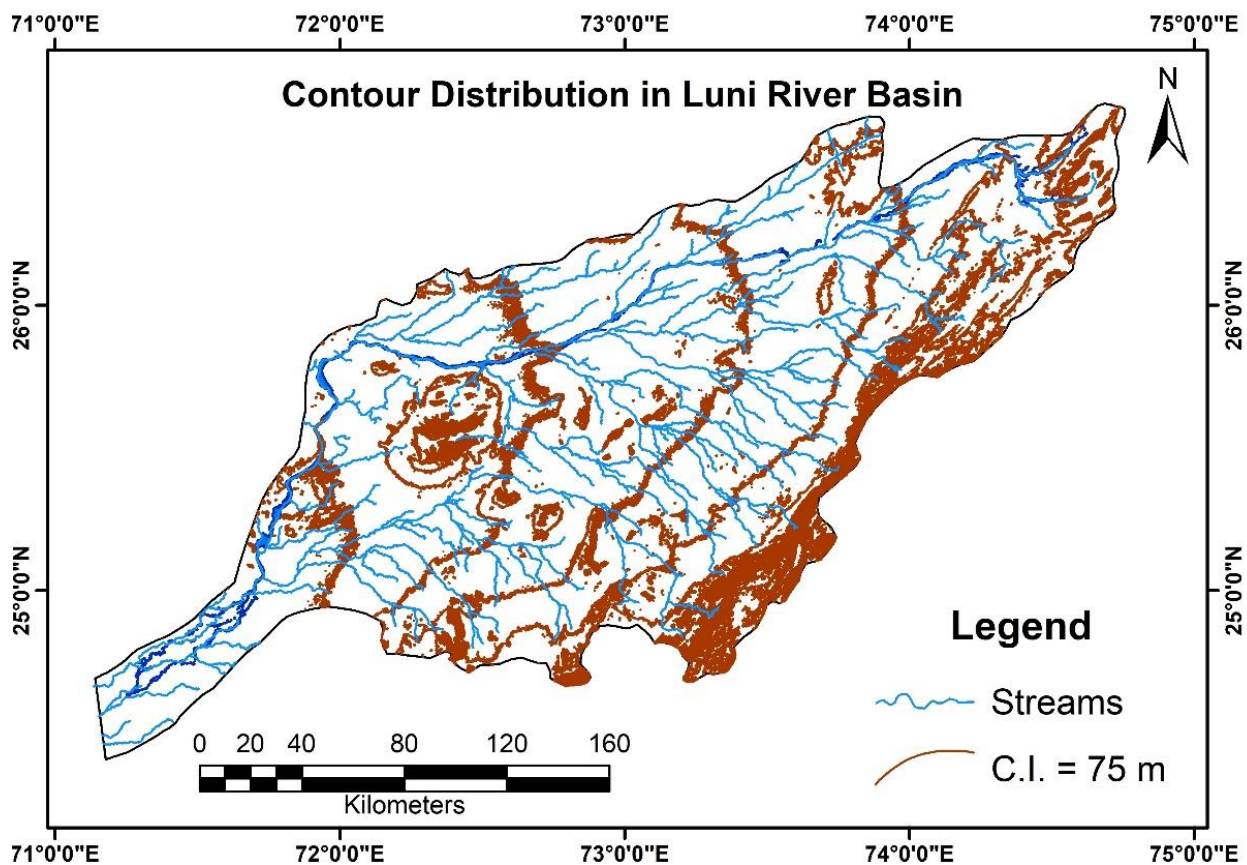 71°0'0"E 72°0'0"E 73°0'0"E 74°0'0"E 75°0'0"E
Contour Distribution in Luni River Basin
N
26°0'0"N 26°0'0"N
25°0'0"N 25°0'0"N
Legend
Streams
C.I. = 75 m
0 20 40 80 120 160
Kilometers
71°0'0"E 72°0'0"E 73°0'0"E 74°0'0"E 75°0'0"E